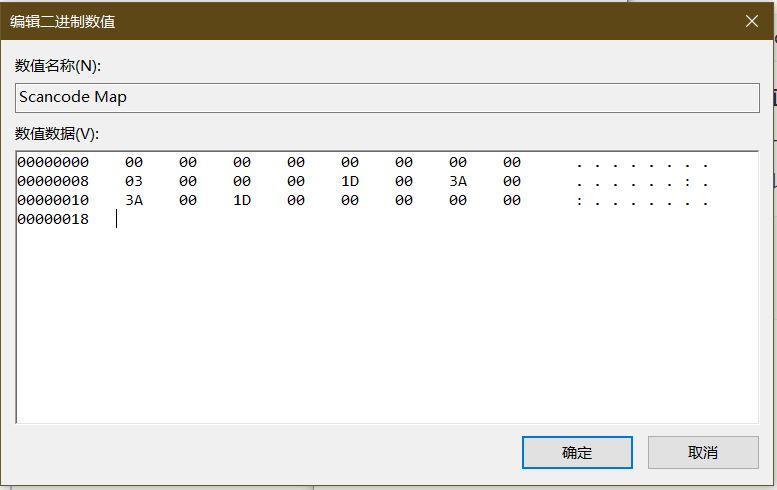 编辑二进制数值
数值名称(N):
Scancode Map
数值数据(V):
00000000 00 00 00 00 00 00 00 00 . . . . . . . .
00000008 03 00 00 00 1D 00 3A 00 . . . . . . : .
00000010 3A 00 1D 00 00 00 00 00 : . . . . . . .
00000018
确定 取消